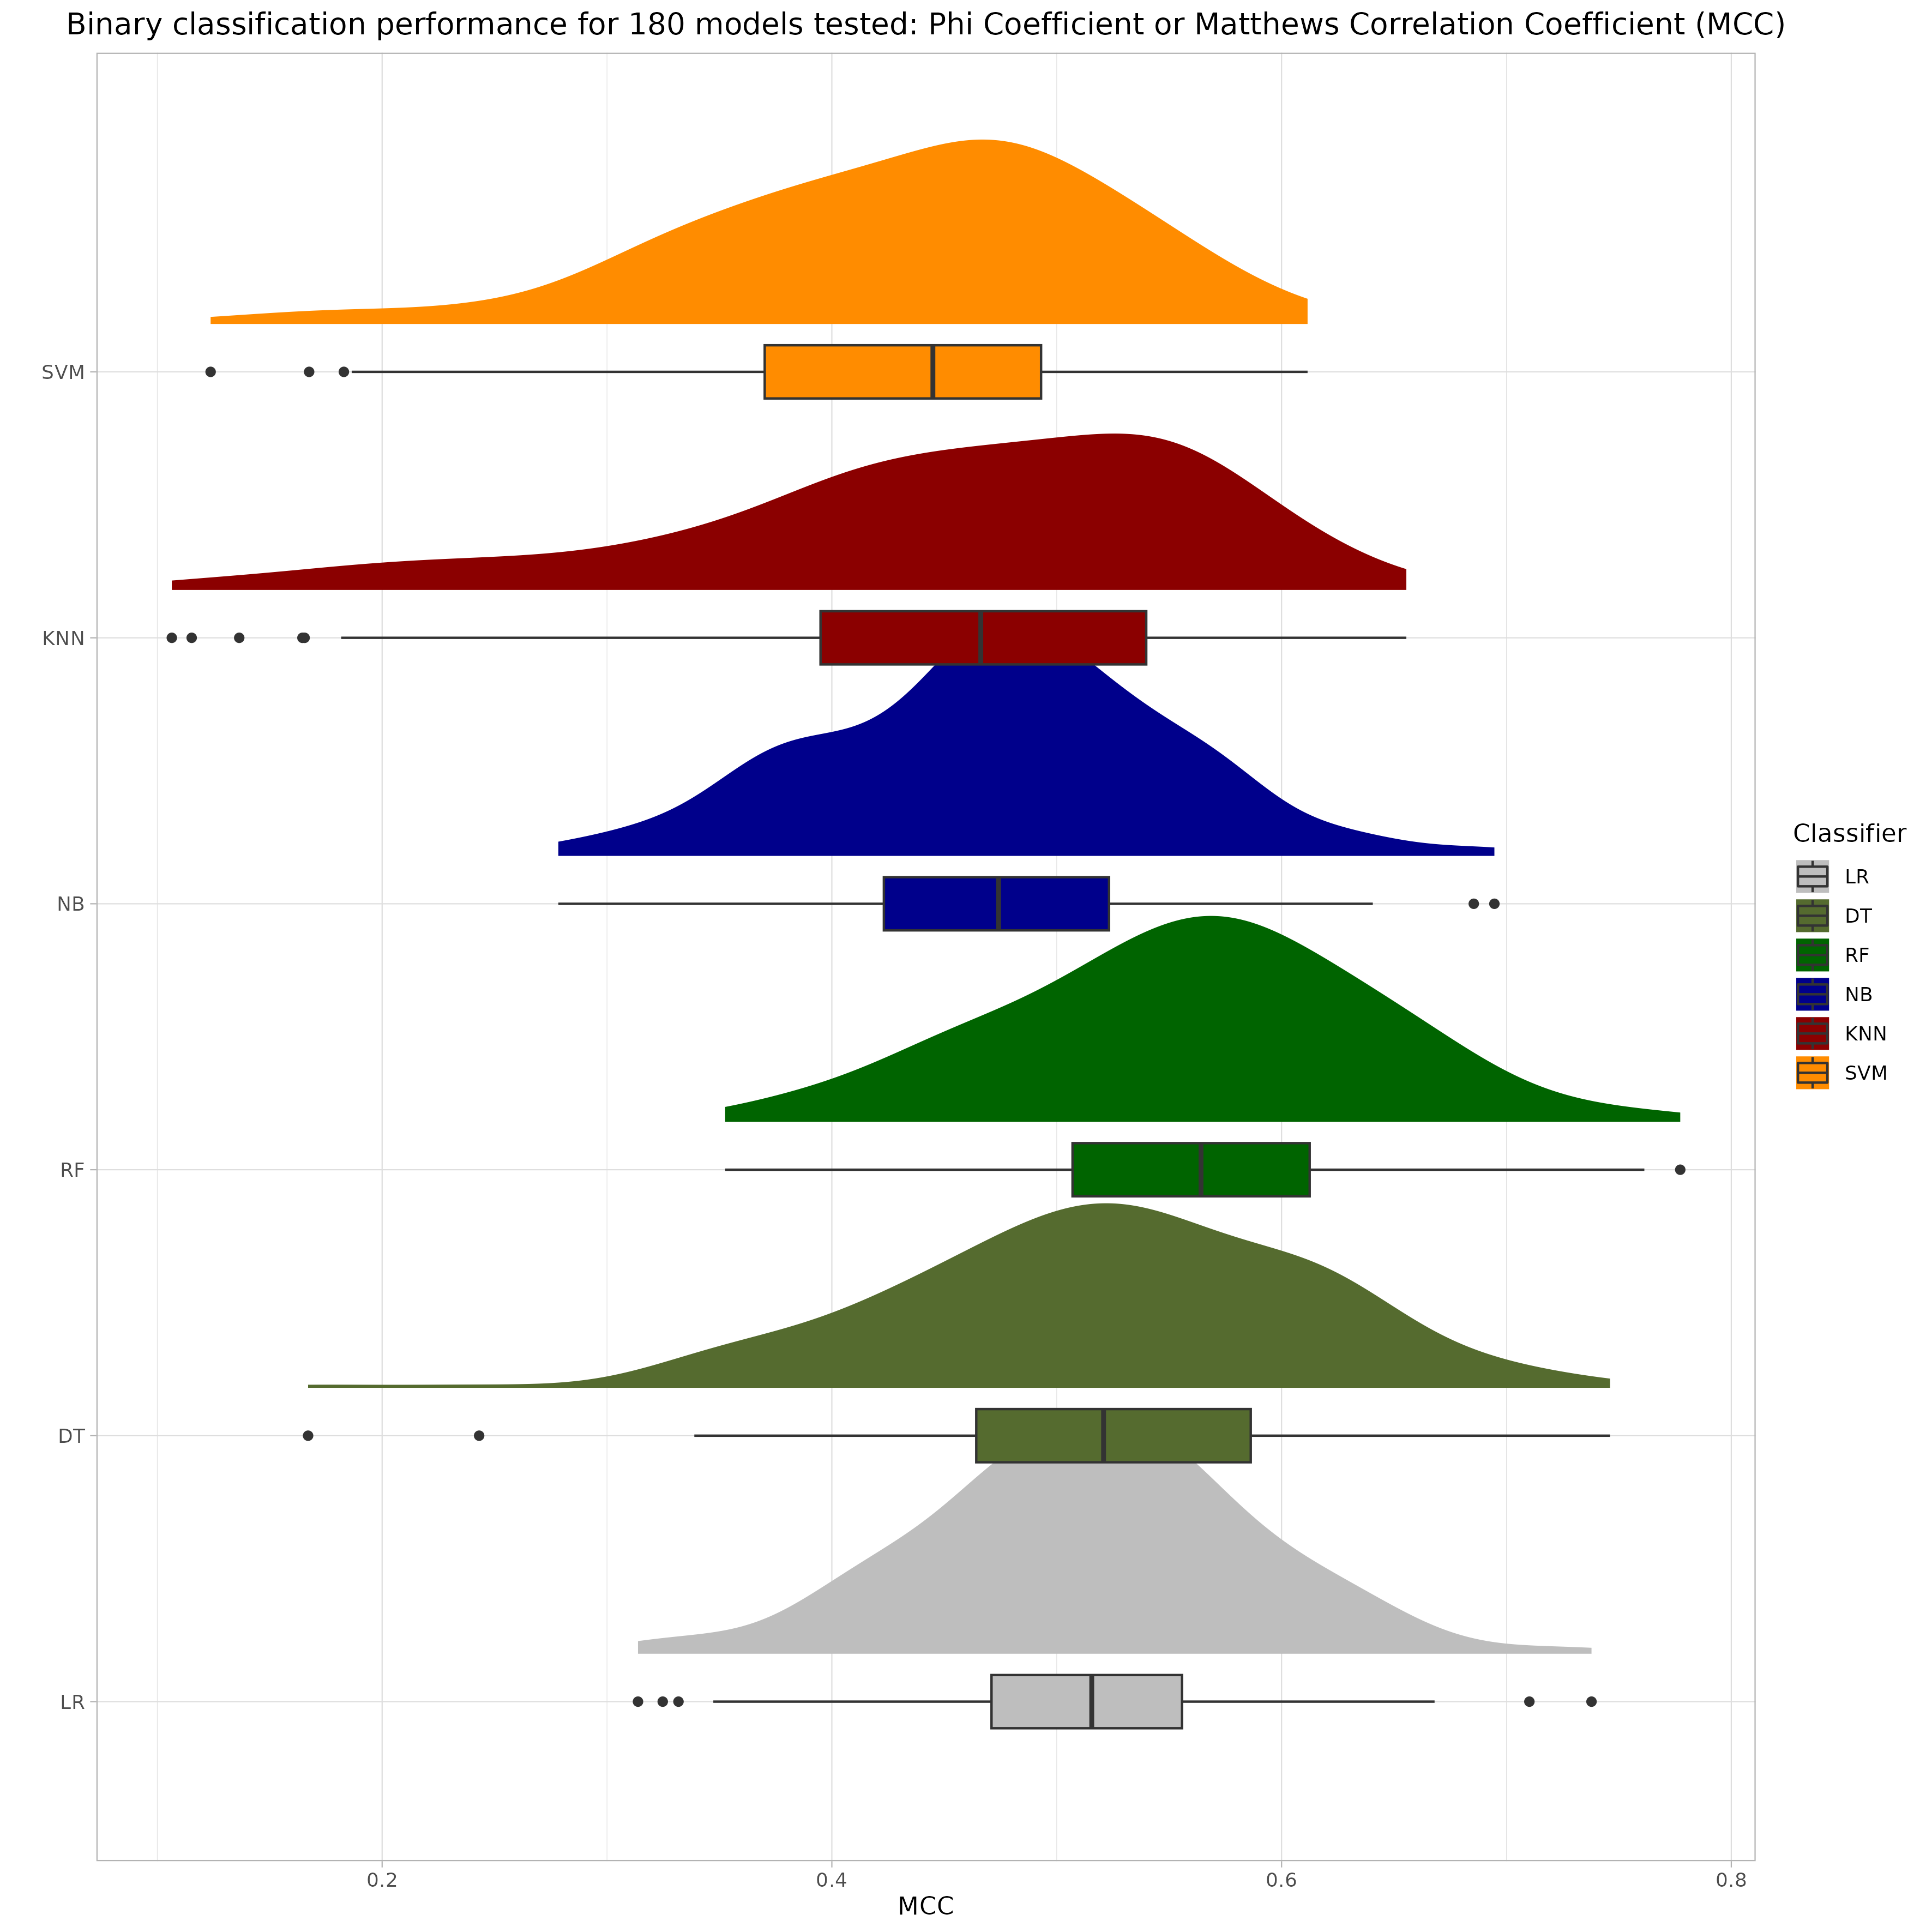 Binary classification performance for 180 models tested: Phi Coefficient or Matthews Correlation Coefficient (MCC)
SVM
KNN
NB
RF
DT
LR
0.2
0.4
0.6
0.8
MCC
Classifier
LR
DT
RF
NB
KNN
SVM